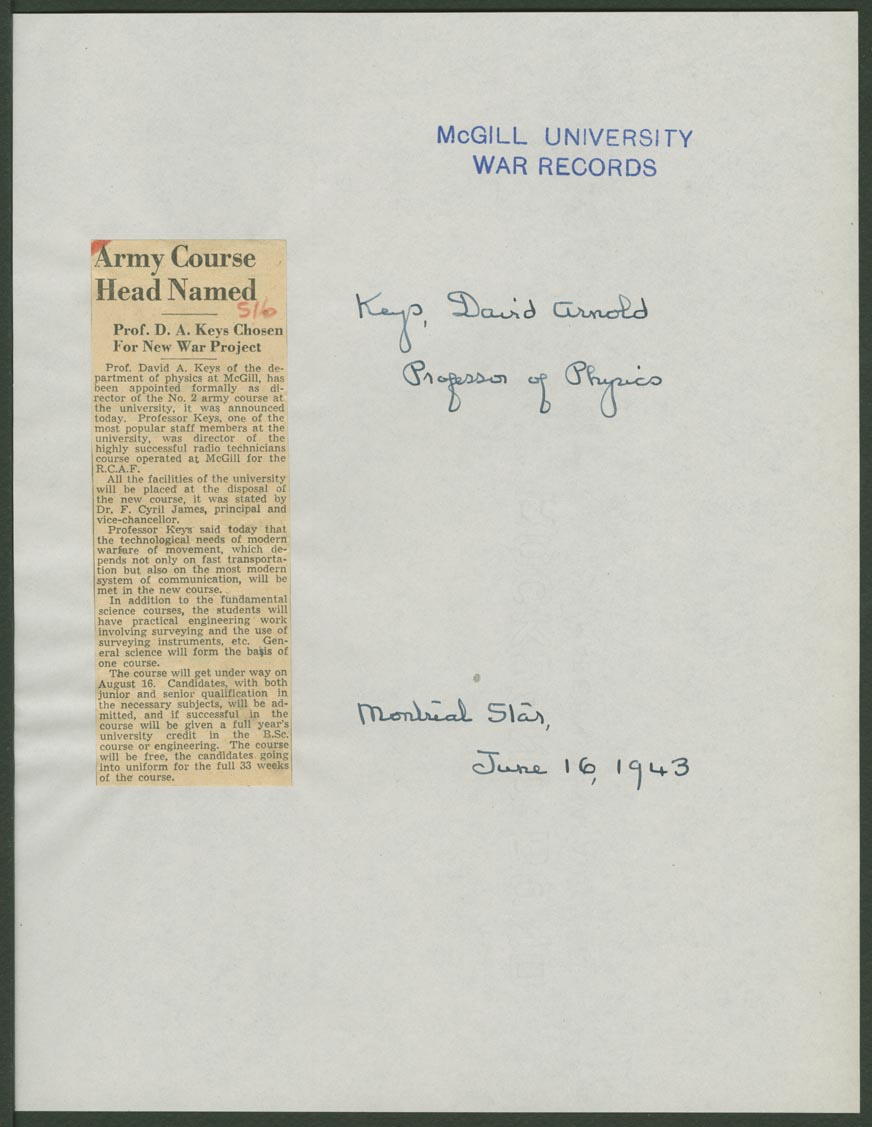 McGILL UNIVERSITY
WAR RECORDS
Army Course
Head Named
516
Prof. D. A. Keys Chosen
For New War Project
Prof. David A. Keys of the de-
partment of physics at McGill, has
been appointed formally as di-
rector of the No. 2 army course at
the university, it was announced
today. Professor Keys, one of the
most popular staff members at the
university, was director of the
highly successful radio technicians
course operated at McGill for the
R.C.A.F.
All the facilities of the university
will be placed at the disposal of
the new course, it was stated by
Dr. F. Cyril James, principal and
vice-chancellor.
Professor Keys said today that
the technological needs of modern
warfare of movement, which de-
pends not only on fast transporta-
tion but also on the most modern
system of communication, will be
met in the new course.
In addition to the fundamental
science courses, the students will
have practical engineering work
involving surveying and the use of
surveying instruments, etc. Gen-
eral science will form the basis of
one course.
The course will get under way on
August 16. Candidates, with both
junior and senior qualification in
the necessary subjects, will be ad-
mitted, and if successful in the
course will be given a full year's
university credit in the B.Sc.
course or engineering. The course
will be free, the candidates going
into uniform for the full 33 weeks
of the course.
Keys, David Arnold
Professor of Physics
Montreal Star,
June 16, 1943